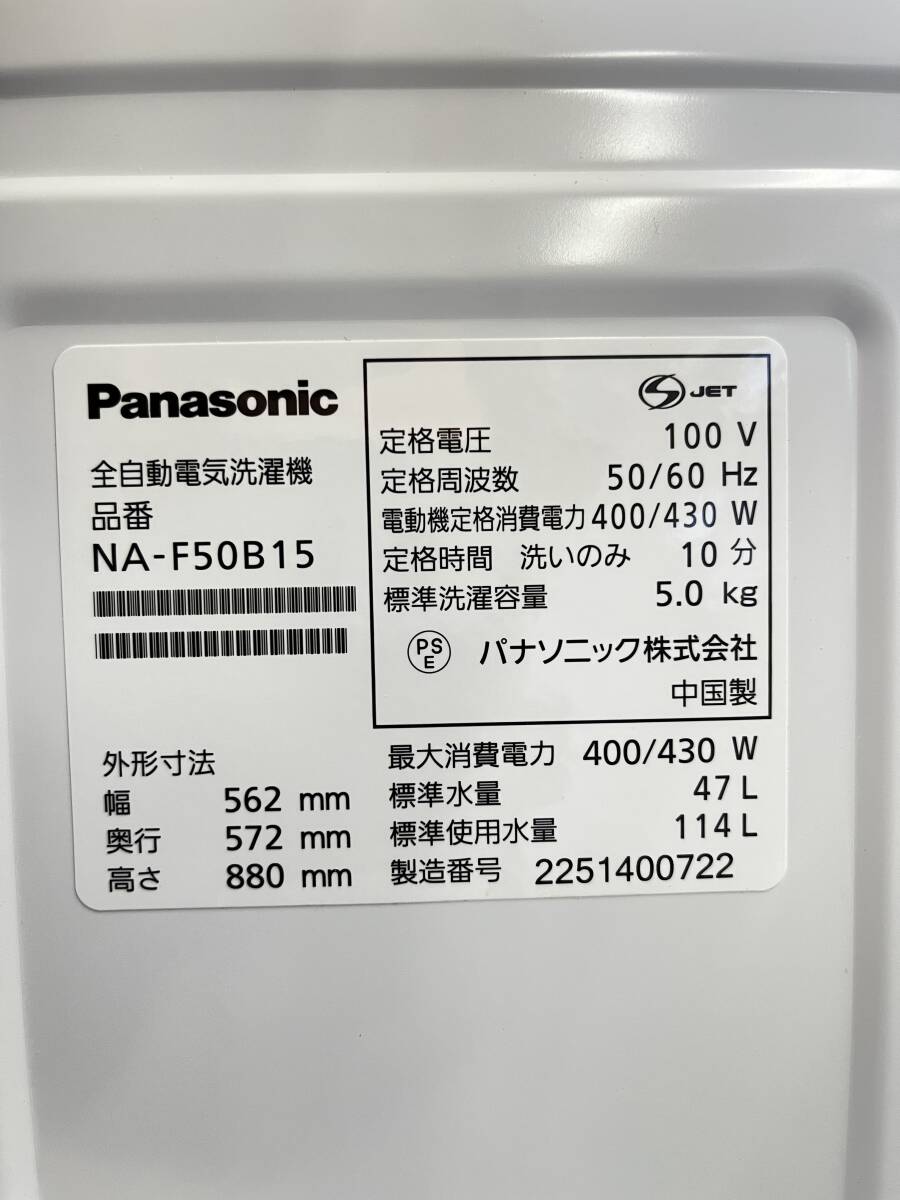 Panasonic
全自動電気洗濯機
品番
NA-F50B15
S JET
定格電圧 100 V
定格周波数 50/60 Hz
電動機定格消費電力 400/430 W
定格時間 洗いのみ 10 分
標準洗濯容量 5.0 kg
PS E パナソニック株式会社
中国製
外形寸法
幅 562 mm
奥行 572 mm
高さ 880 mm
最大消費電力 400/430 W
標準水量 47 L
標準使用水量 114 L
製造番号 2251400722